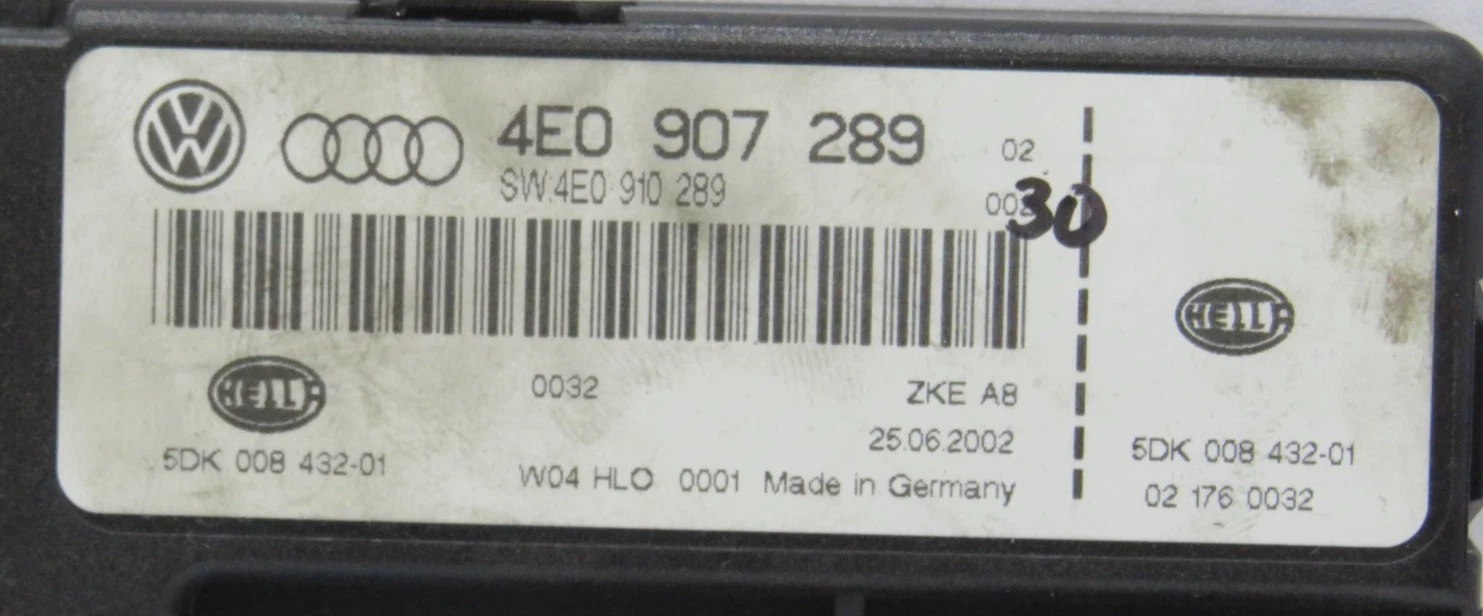 4E0 907 289 02
SW:4E0 910 289
30
HELLA
0032 ZKE A8
25.06.2002
5DK 008 432-01
W04 HLO 0001 Made in Germany
HELLA
5DK 008 432-01
02 176 0032